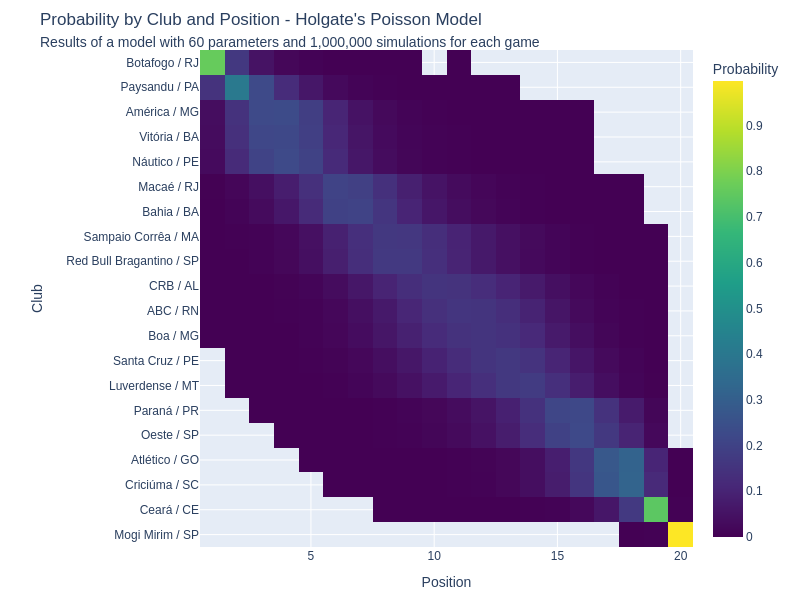 Probability by Club and Position - Holgate's Poisson Model
Results of a model with 60 parameters and 1,000,000 simulations for each game
Probability
Botafogo / RJ
Paysandu / PA
América / MG
Vitória / BA
Náutico / PE
Macaé / RJ
Bahia / BA
Sampaio Corrêa / MA
Red Bull Bragantino / SP
CRB / AL
ABC / RN
Boa / MG
Santa Cruz / PE
Luverdense / MT
Paraná / PR
Oeste / SP
Atlético / GO
Criciúma / SC
Ceará / CE
Mogi Mirim / SP
Club
5
10
15
20
Position
0.9
0.8
0.7
0.6
0.5
0.4
0.3
0.2
0.1
0